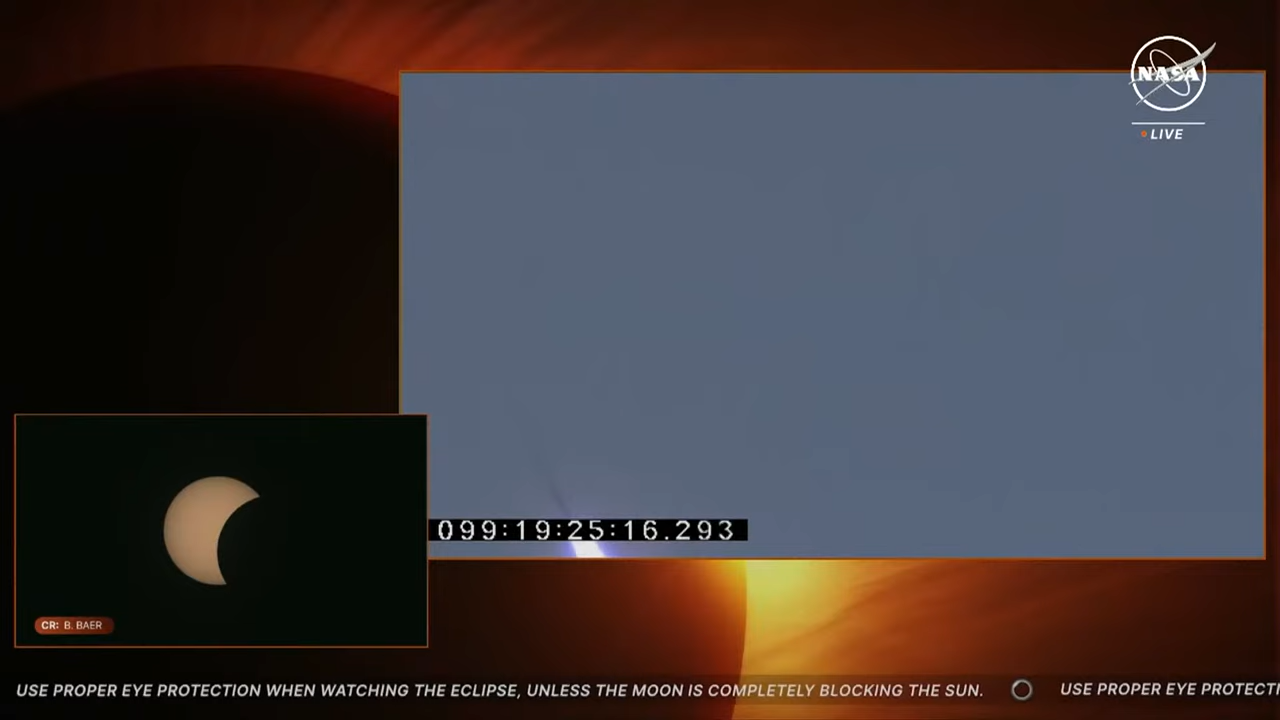 NASA
LIVE
099:19:25:16.293
CR: B. BAER
USE PROPER EYE PROTECTION WHEN WATCHING THE ECLIPSE, UNLESS THE MOON IS COMPLETELY BLOCKING THE SUN. USE PROPER EYE PROTECTI